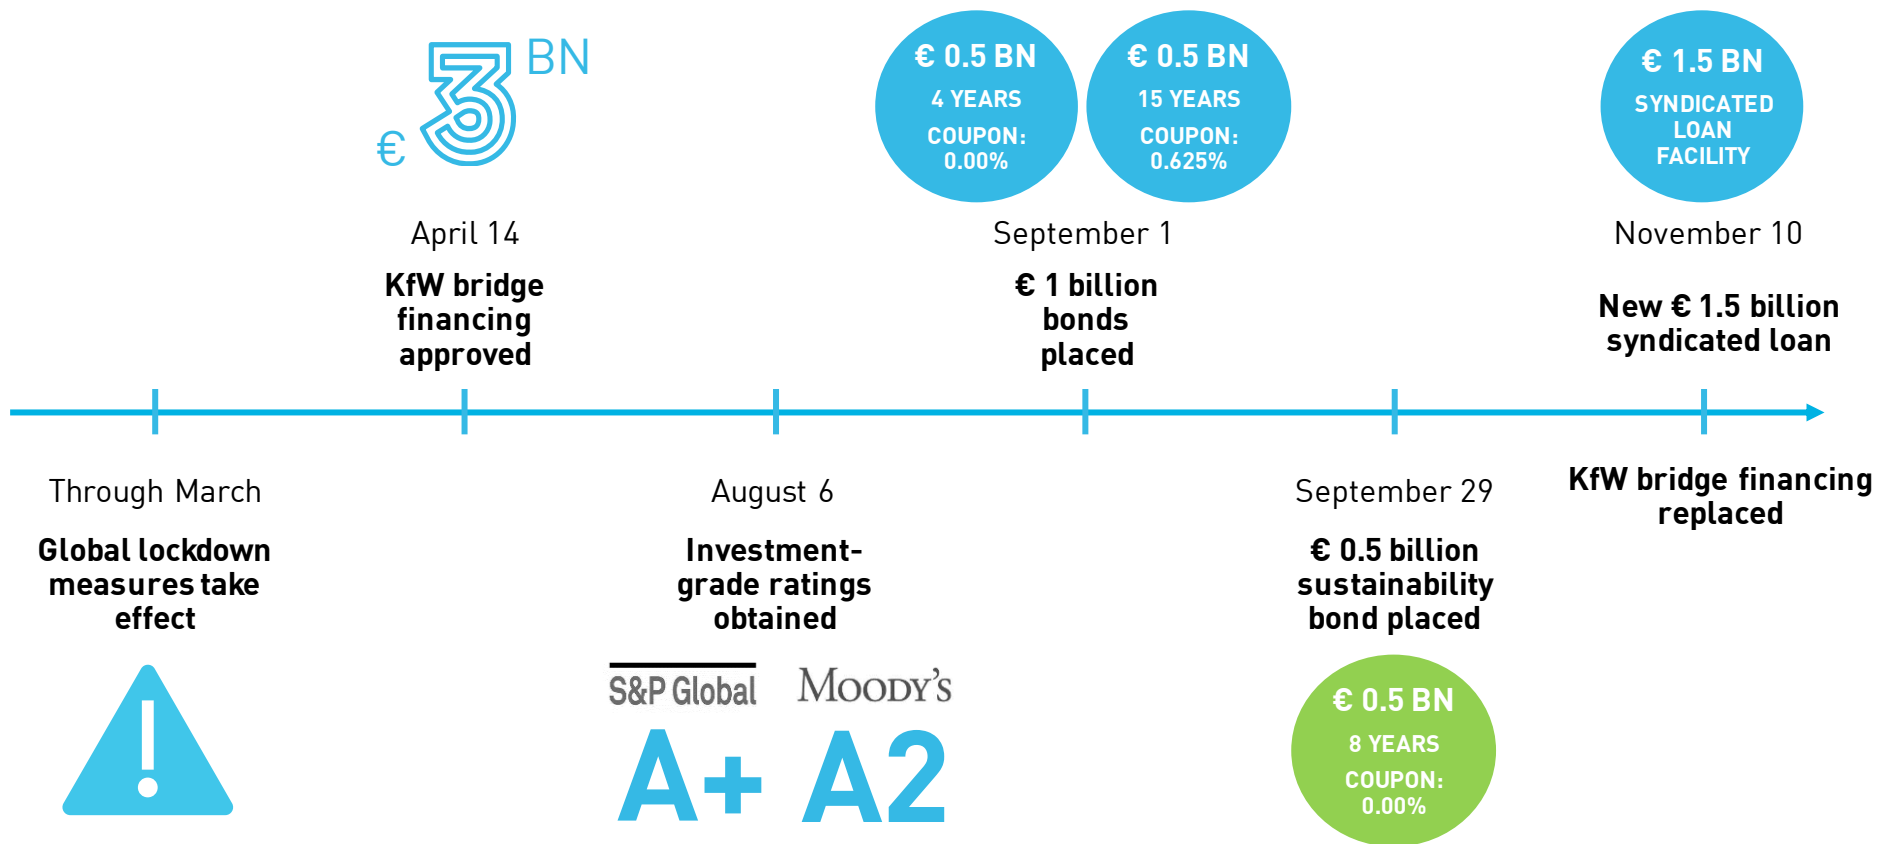 € 3 BN
April 14
KfW bridge
financing
approved
€ 0.5 BN
4 YEARS
COUPON:
0.00%
€ 0.5 BN
15 YEARS
COUPON:
0.625%
September 1
€ 1 billion
bonds
placed
€ 1.5 BN
SYNDICATED
LOAN
FACILITY
November 10
New € 1.5 billion
syndicated loan
Through March
Global lockdown
measures take
effect
August 6
Investment-
grade ratings
obtained
S&P Global
A+
MOODY'S
A2
September 29
€ 0.5 billion
sustainability
bond placed
€ 0.5 BN
8 YEARS
COUPON:
0.00%
KfW bridge financing
replaced